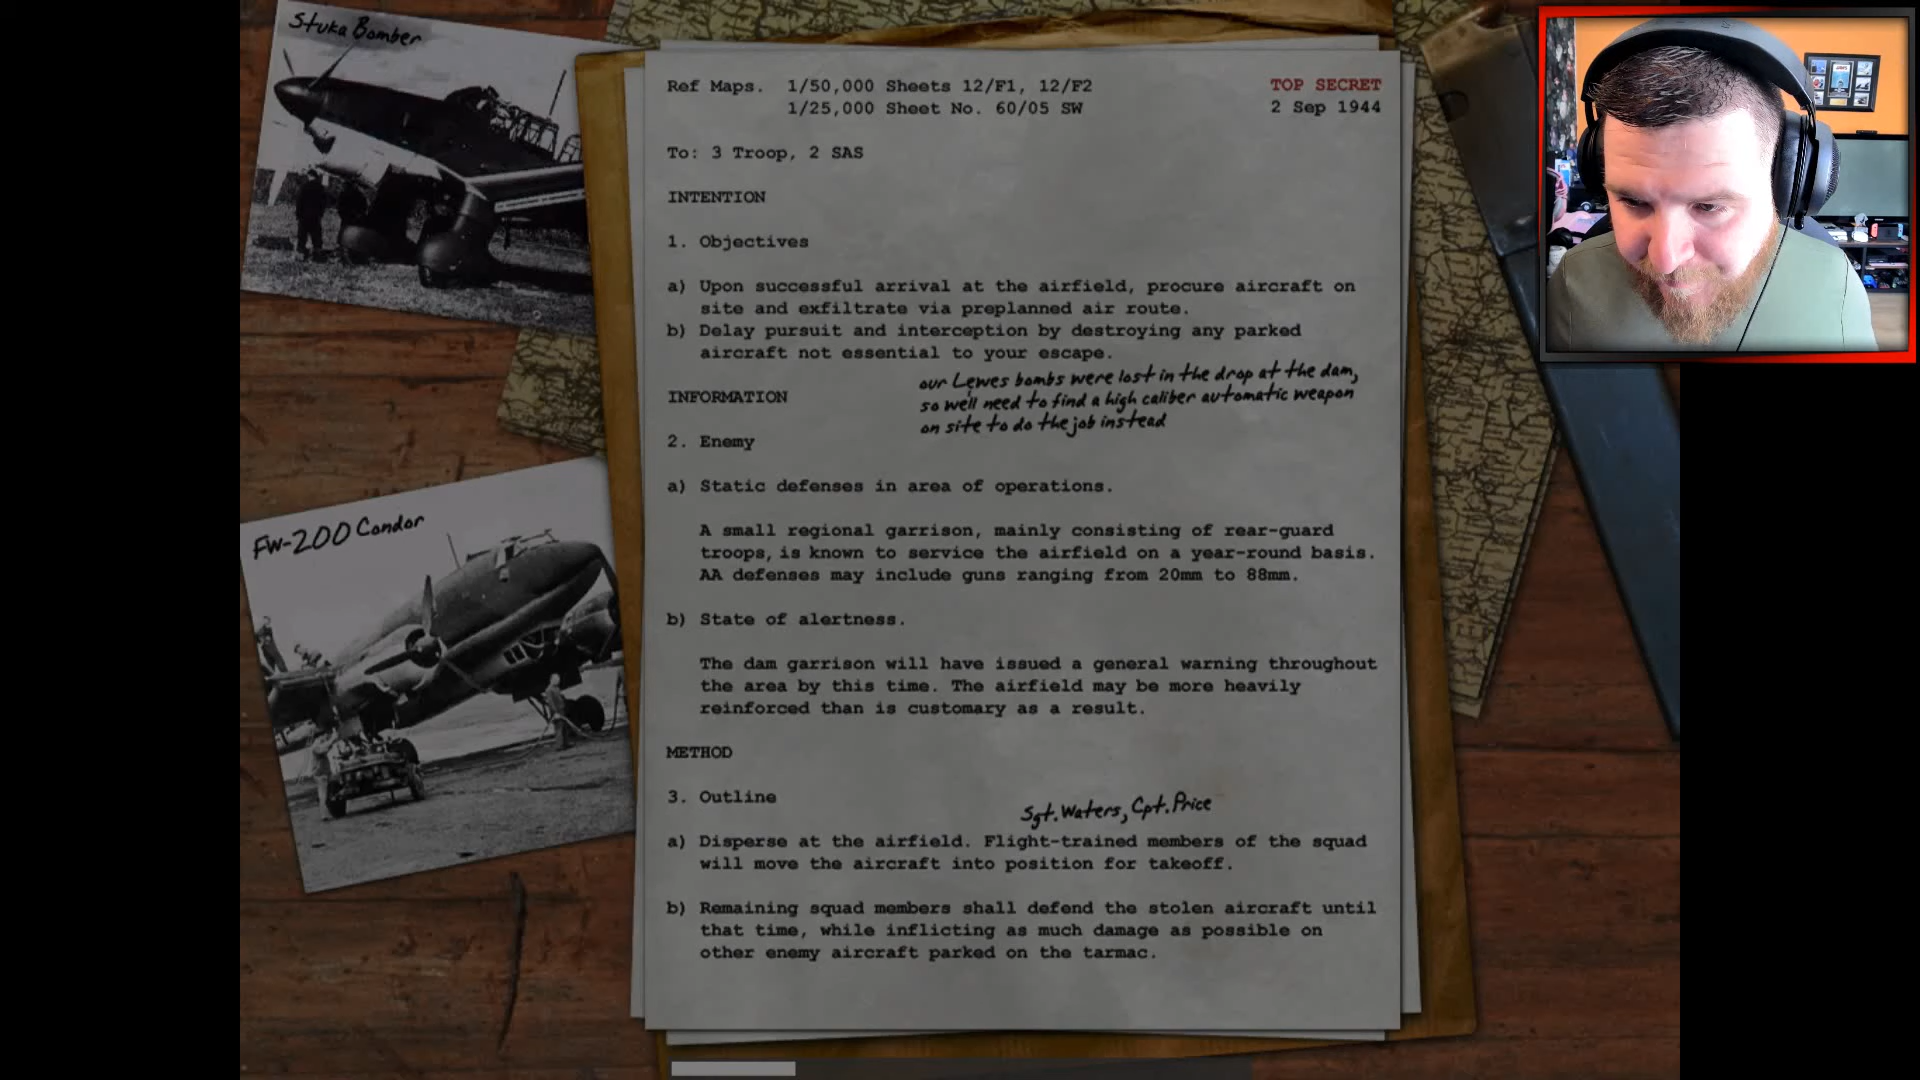 Stuka Bomber
Ref Maps. 1/50,000 Sheets 12/F1, 12/F2
1/25,000 Sheet No. 60/05 SW
TOP SECRET
2 Sep 1944
To: 3 Troop, 2 SAS
INTENTION
1. Objectives
a) Upon successful arrival at the airfield, procure aircraft on
site and exfiltrate via preplanned air route.
b) Delay pursuit and interception by destroying any parked
aircraft not essential to your escape.
our Lewes bombs were lost in the drop at the dam,
so we'll need to find a high caliber automatic weapon
on site to do the job instead
INFORMATION
2. Enemy
a) Static defenses in area of operations.
FW-200 Condor
A small regional garrison, mainly consisting of rear-guard
troops, is known to service the airfield on a year-round basis.
AA defenses may include guns ranging from 20mm to 88mm.
b) State of alertness.
The dam garrison will have issued a general warning throughout
the area by this time. The airfield may be more heavily
reinforced than is customary as a result.
METHOD
3. Outline
Sgt. Waters, Cpt. Price
a) Disperse at the airfield. Flight-trained members of the squad
will move the aircraft into position for takeoff.
b) Remaining squad members shall defend the stolen aircraft until
that time, while inflicting as much damage as possible on
other enemy aircraft parked on the tarmac.